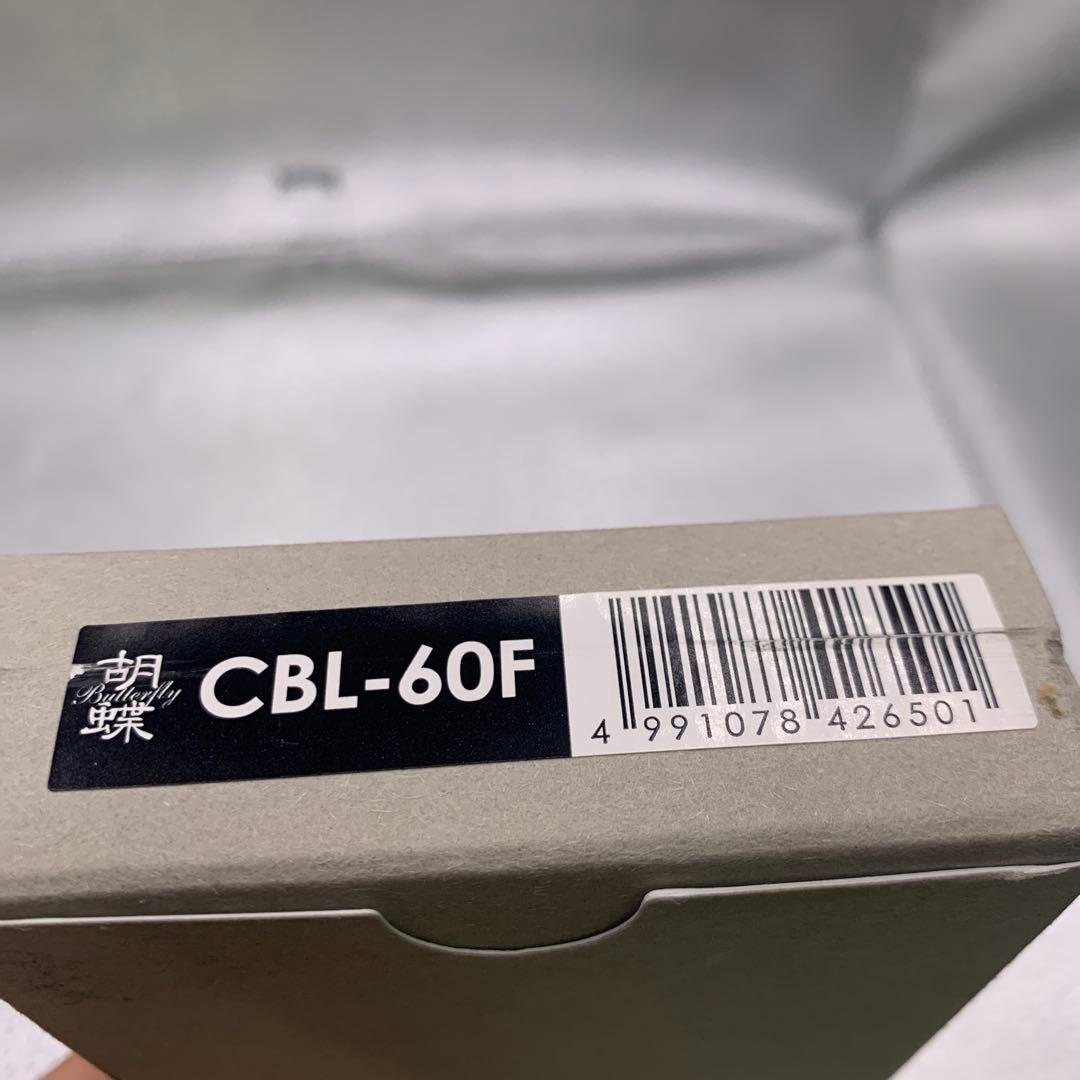 胡
Butterfly
蝶
CBL-60F
4 991078 426501